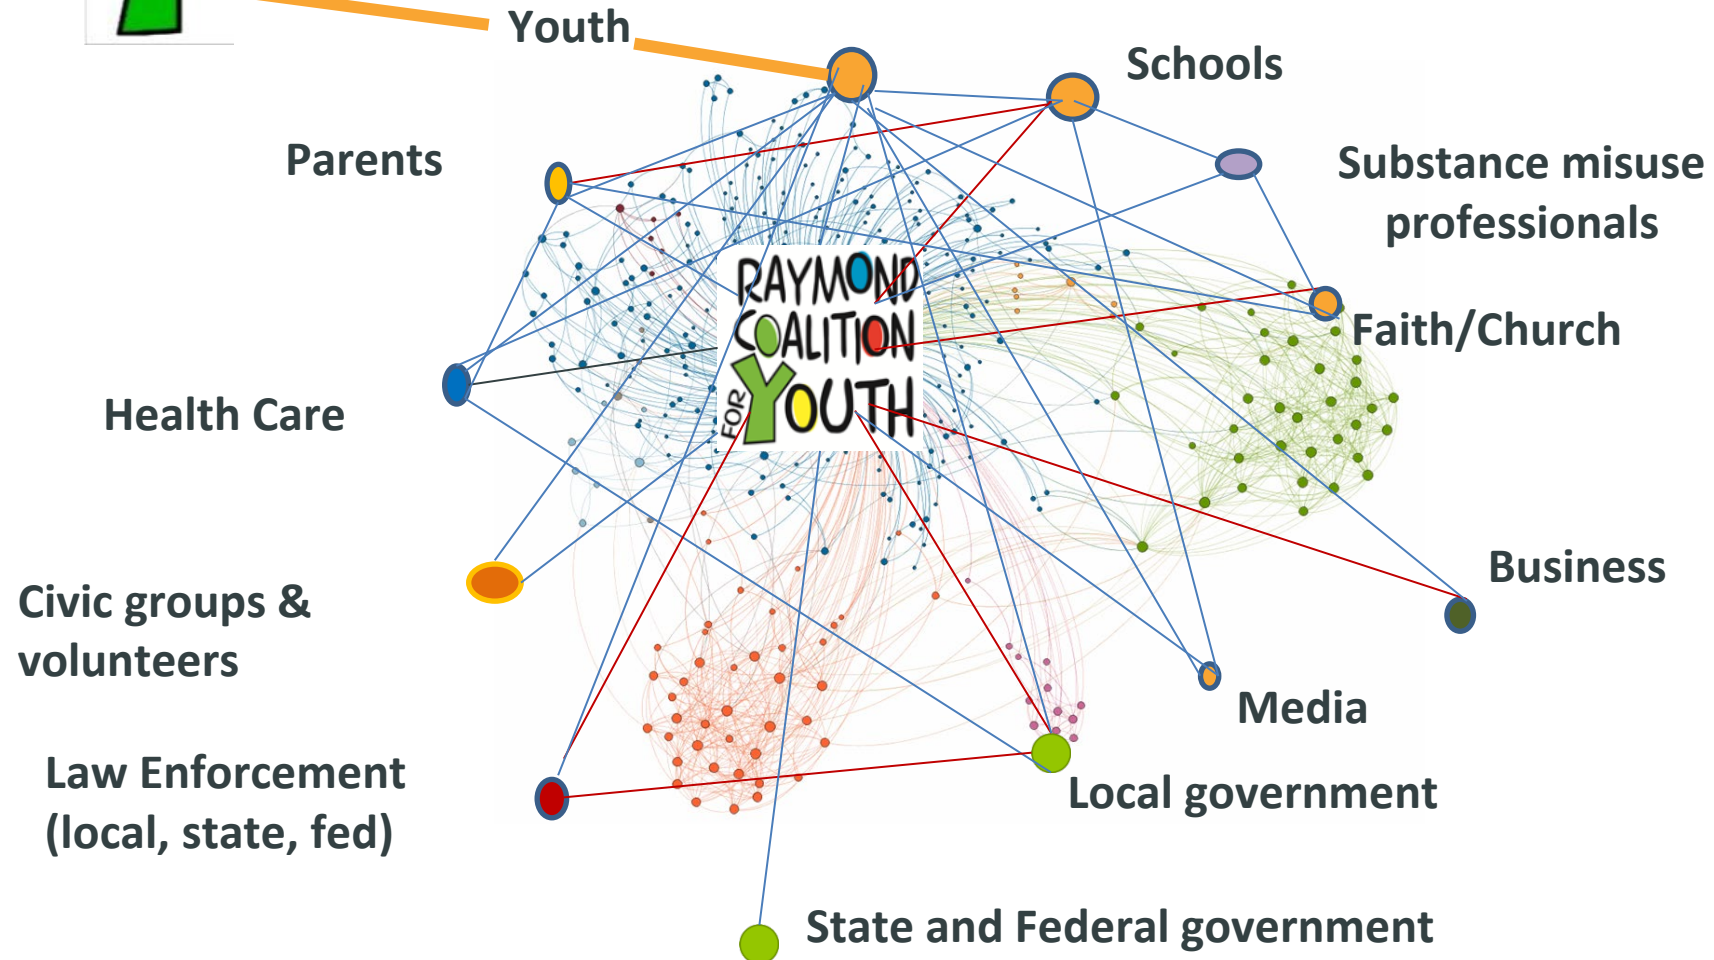 Youth
Schools
Parents
Substance misuse
professionals
RAYMOND
COALITION
FOR
YOUTH
Faith/Church
Health Care
Business
Civic groups &
volunteers
Media
Law Enforcement
(local, state, fed)
Local government
State and Federal government